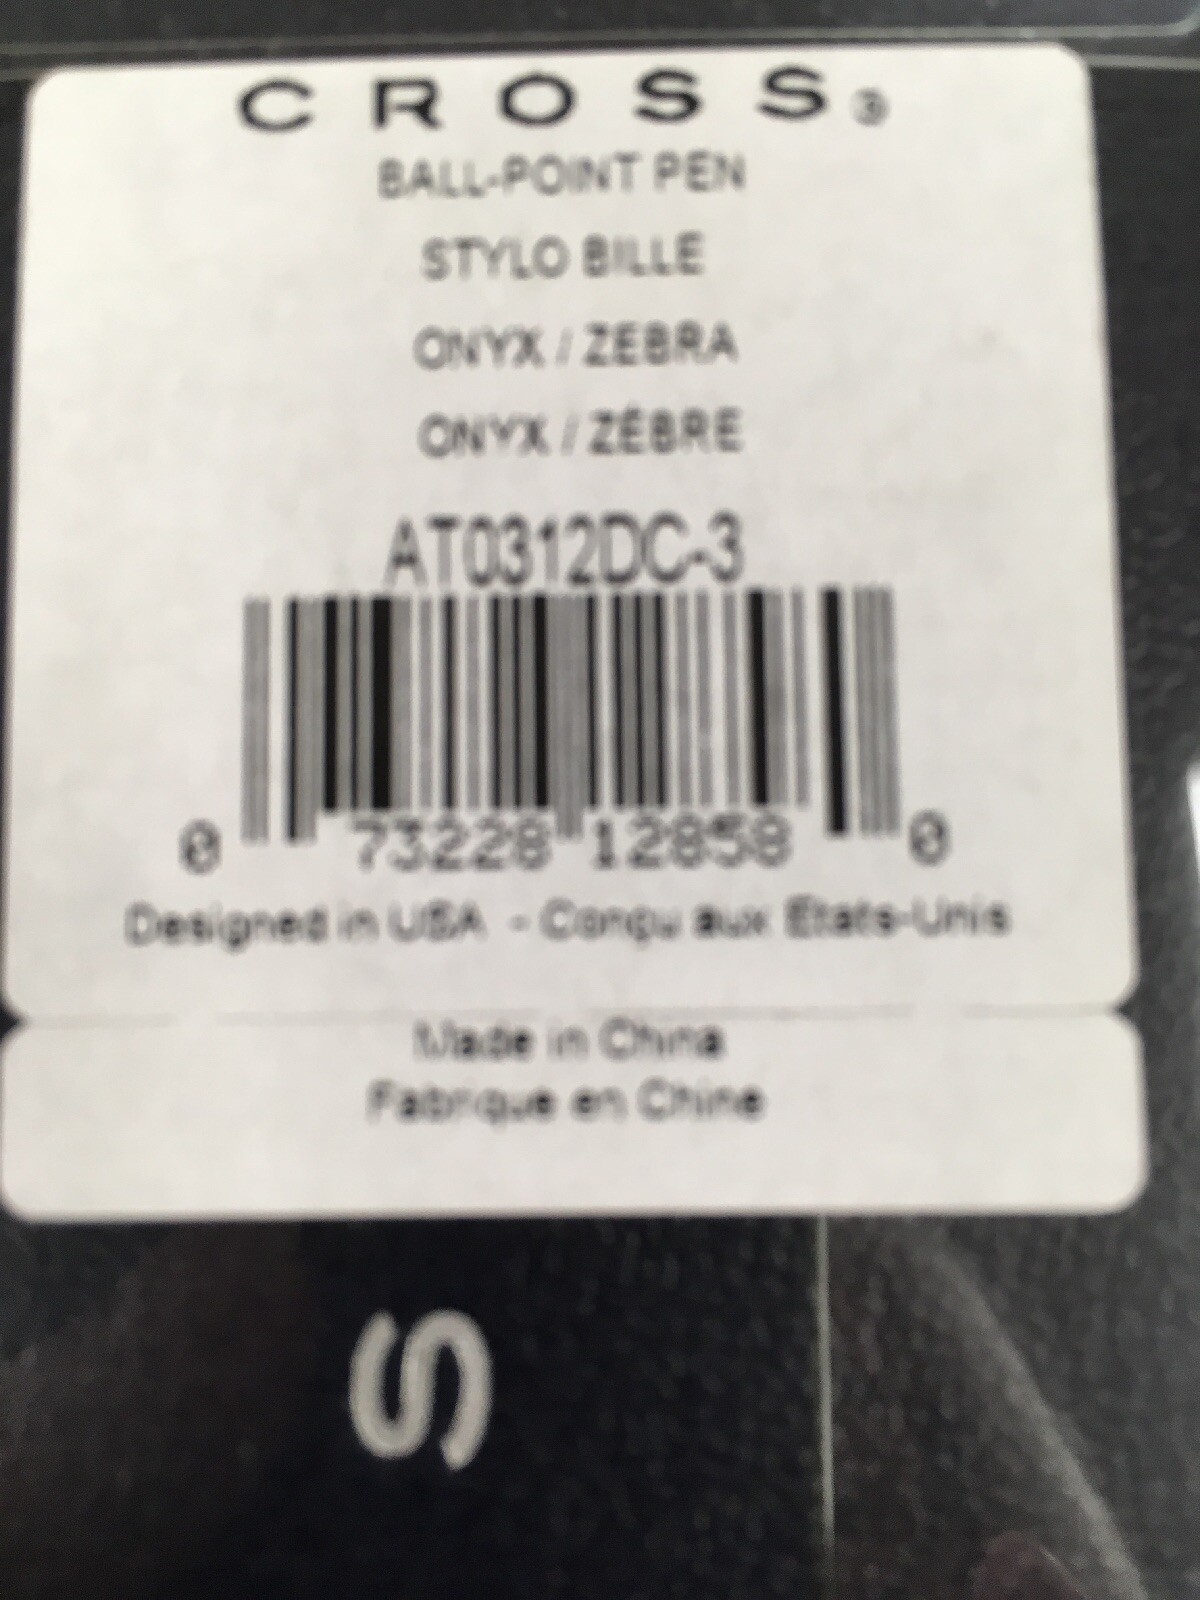 CROSS®
BALL-POINT PEN
STYLO BILLE
ONYX / ZEBRA
ONYX / ZÉBRE
AT0312DC-3
0 73228 12858 0
Designed in USA - Conçu aux Etats-Unis
Made in China
Fabrique en Chine
S